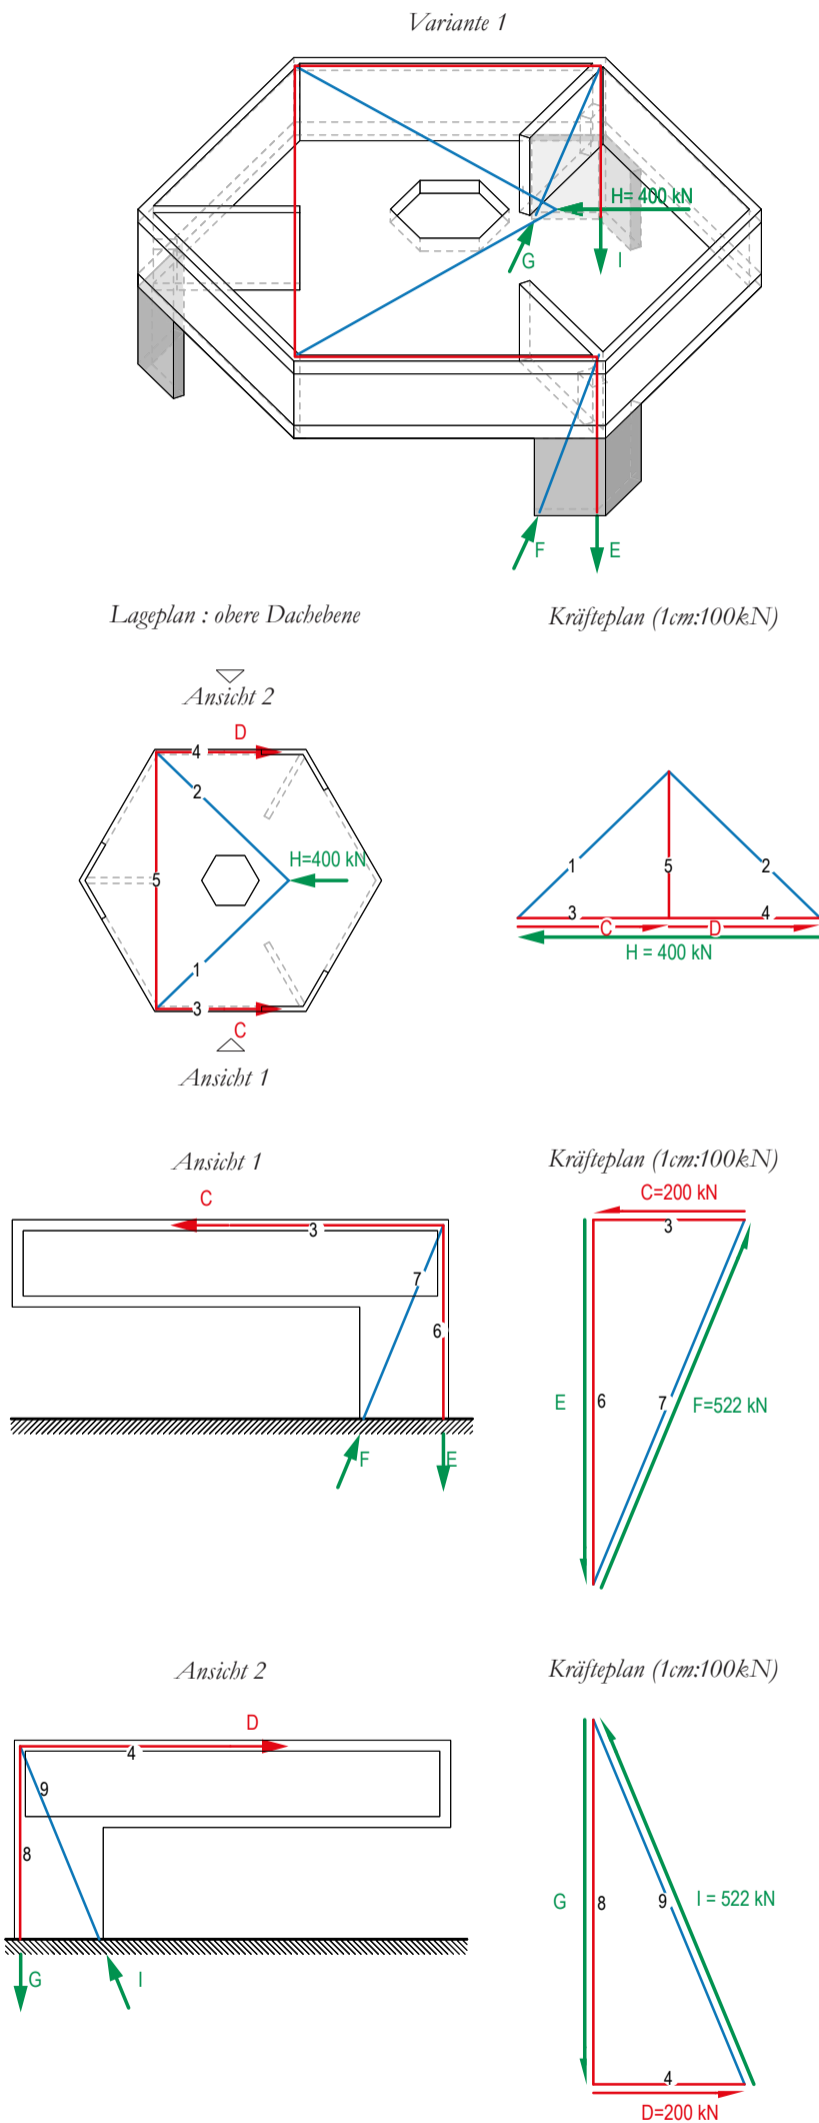 Variante 1
H= 400 kN
G
I
F
E
Lageplan : obere Dachebene
Kräfteplan (1cm:100kN)
Ansicht 2
D
4
2
H=400 kN
5
1
3
C
Ansicht 1
1
5
2
3
4
C
D
H = 400 kN
Ansicht 1
Kräfteplan (1cm:100kN)
C
3
7
6
F
E
C=200 kN
3
E
6
7
F=522 kN
Ansicht 2
Kräfteplan (1cm:100kN)
D
4
9
8
G
I
G
8
9
I = 522 kN
4
D=200 kN